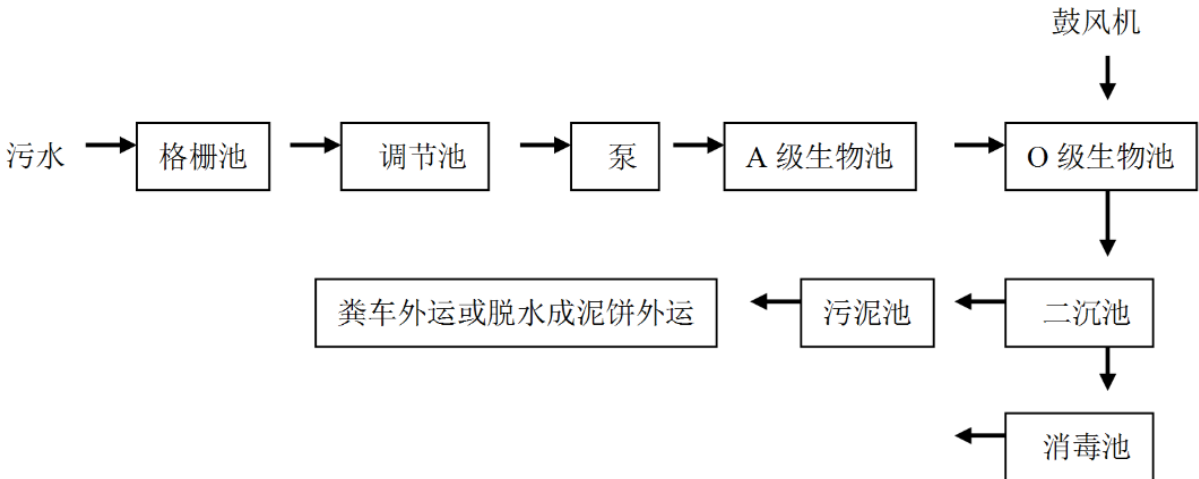 鼓风机
污水
格栅池
调节池
泵
A 级生物池
O 级生物池
粪车外运或脱水成泥饼外运
污泥池
二沉池
消毒池